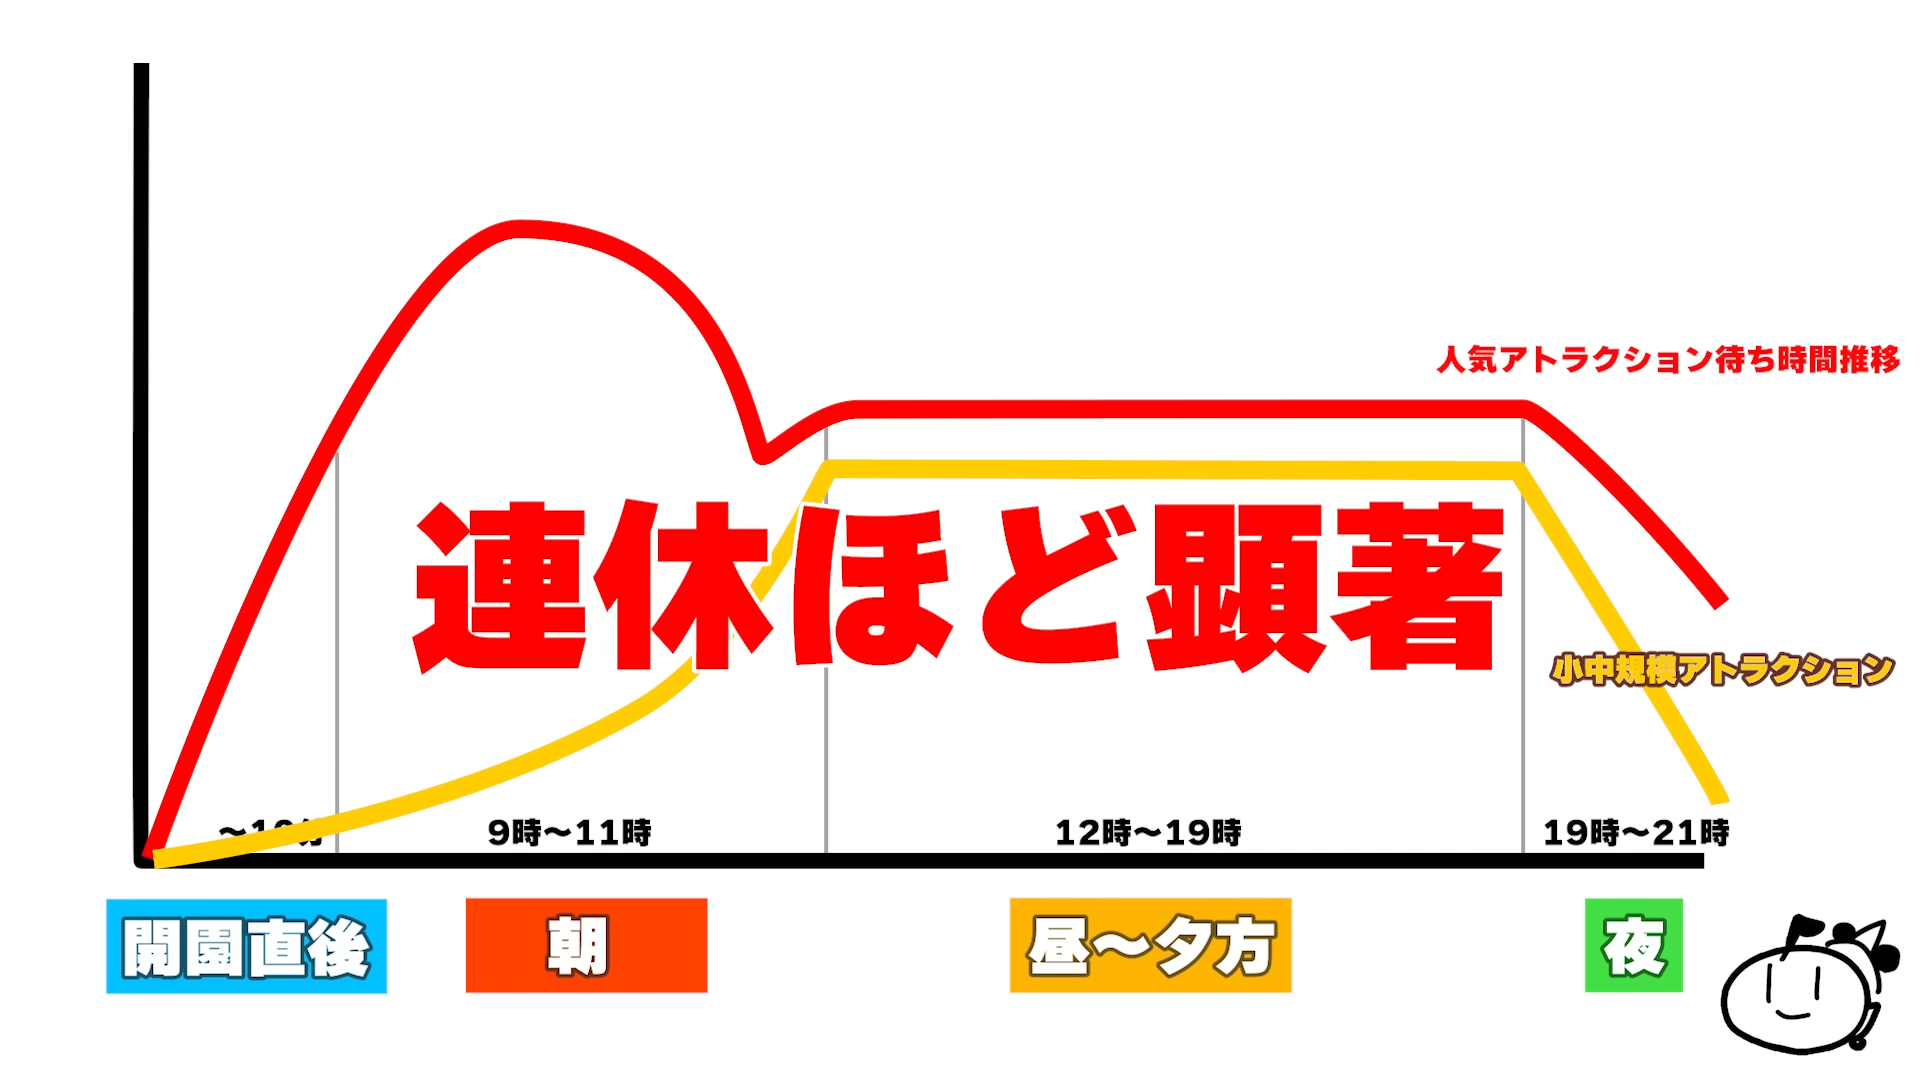 人気アトラクション待ち時間推移
連休ほど顕著
小中規模アトラクション
9時～11時
12時～19時
19時～21時
開園直後
朝
昼～夕方
夜